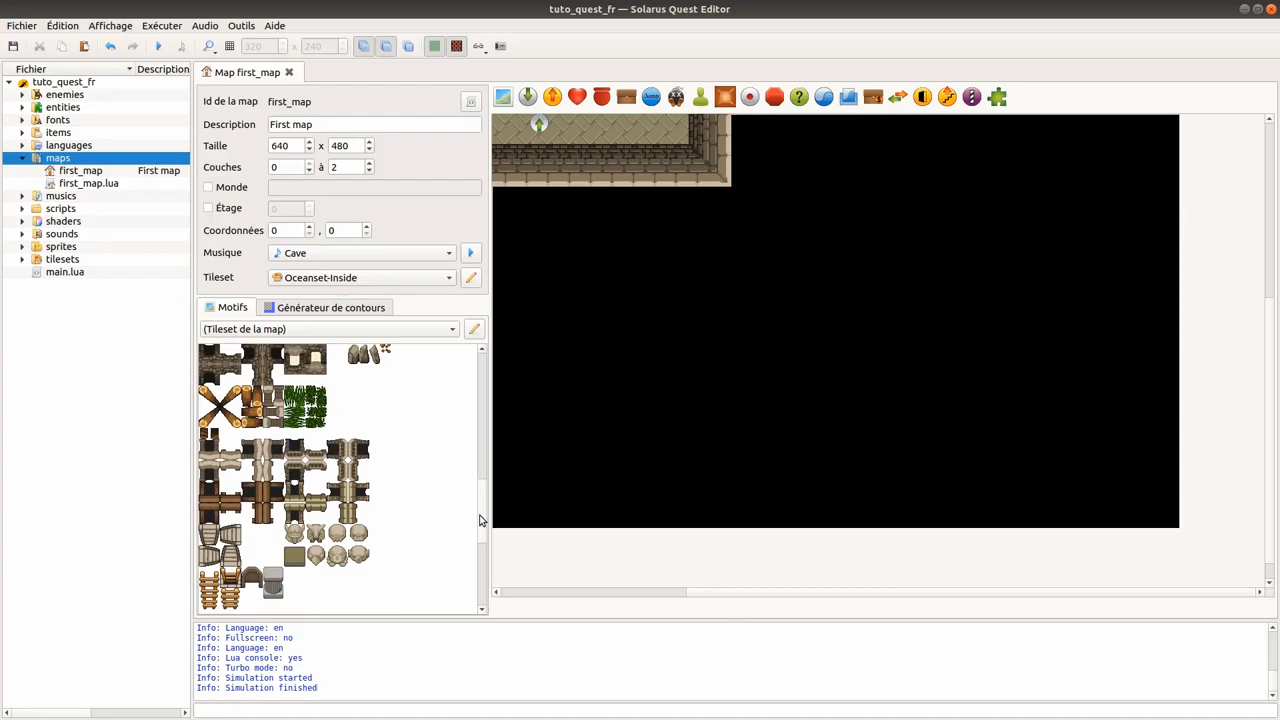 tuto_quest_fr — Solarus Quest Editor
Fichier Édition Affichage Exécuter Audio Outils Aide
320 x 240
Fichier Description
tuto_quest_fr
enemies
entities
fonts
items
languages
maps
first_map First map
first_map.lua
musics
scripts
shaders
sounds
sprites
tilesets
main.lua
Map first_map
Id de la map first_map
Description First map
Taille 640 x 480
Couches 0 à 2
Monde
Étage 0
Coordonnées 0 , 0
Musique Cave
Tileset Oceanset-Inside
Motifs Générateur de contours
(Tileset de la map)
Jump
Info: Language: en
Info: Fullscreen: no
Info: Language: en
Info: Lua console: yes
Info: Turbo mode: no
Info: Simulation started
Info: Simulation finished